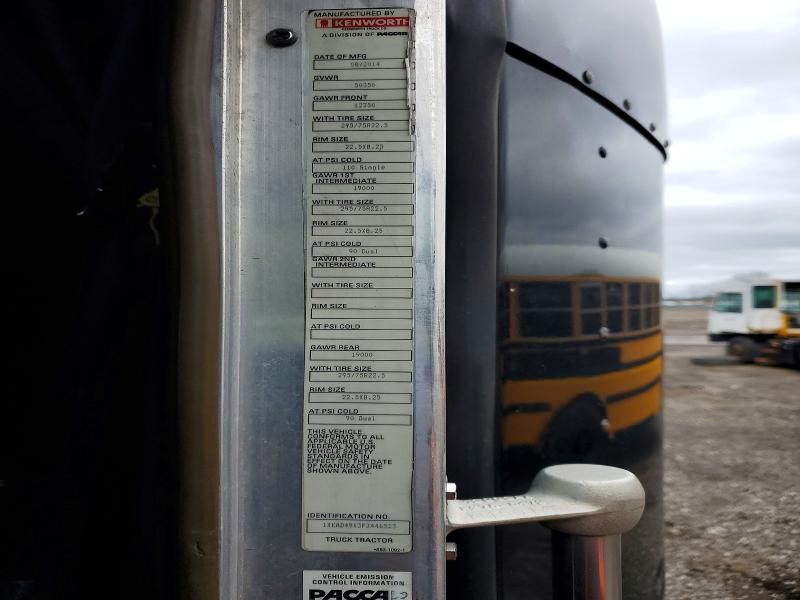 MANUFACTURED BY
KENWORTH
KENWORTH TRUCK CO.
A DIVISION OF PACCAR
DATE OF MFG
08/2014
GVWR
50350
GAWR FRONT
12350
WITH TIRE SIZE
295/75R22.5
RIM SIZE
22.5X8.25
AT PSI COLD
110 Single
GAWR 1ST
INTERMEDIATE
19000
WITH TIRE SIZE
295/75R22.5
RIM SIZE
22.5X8.25
AT PSI COLD
90 Dual
GAWR 2ND
INTERMEDIATE
WITH TIRE SIZE
RIM SIZE
AT PSI COLD
GAWR REAR
19000
WITH TIRE SIZE
295/75R22.5
RIM SIZE
22.5X8.25
AT PSI COLD
90 Dual
THIS VEHICLE
CONFORMS TO ALL
APPLICABLE U.S.
FEDERAL MOTOR
VEHICLE SAFETY
STANDARDS IN
EFFECT ON THE DATE
OF MANUFACTURE
SHOWN ABOVE.
IDENTIFICATION NO.
TRUCK TRACTOR
VEHICLE EMISSION
CONTROL INFORMATION
PACCA